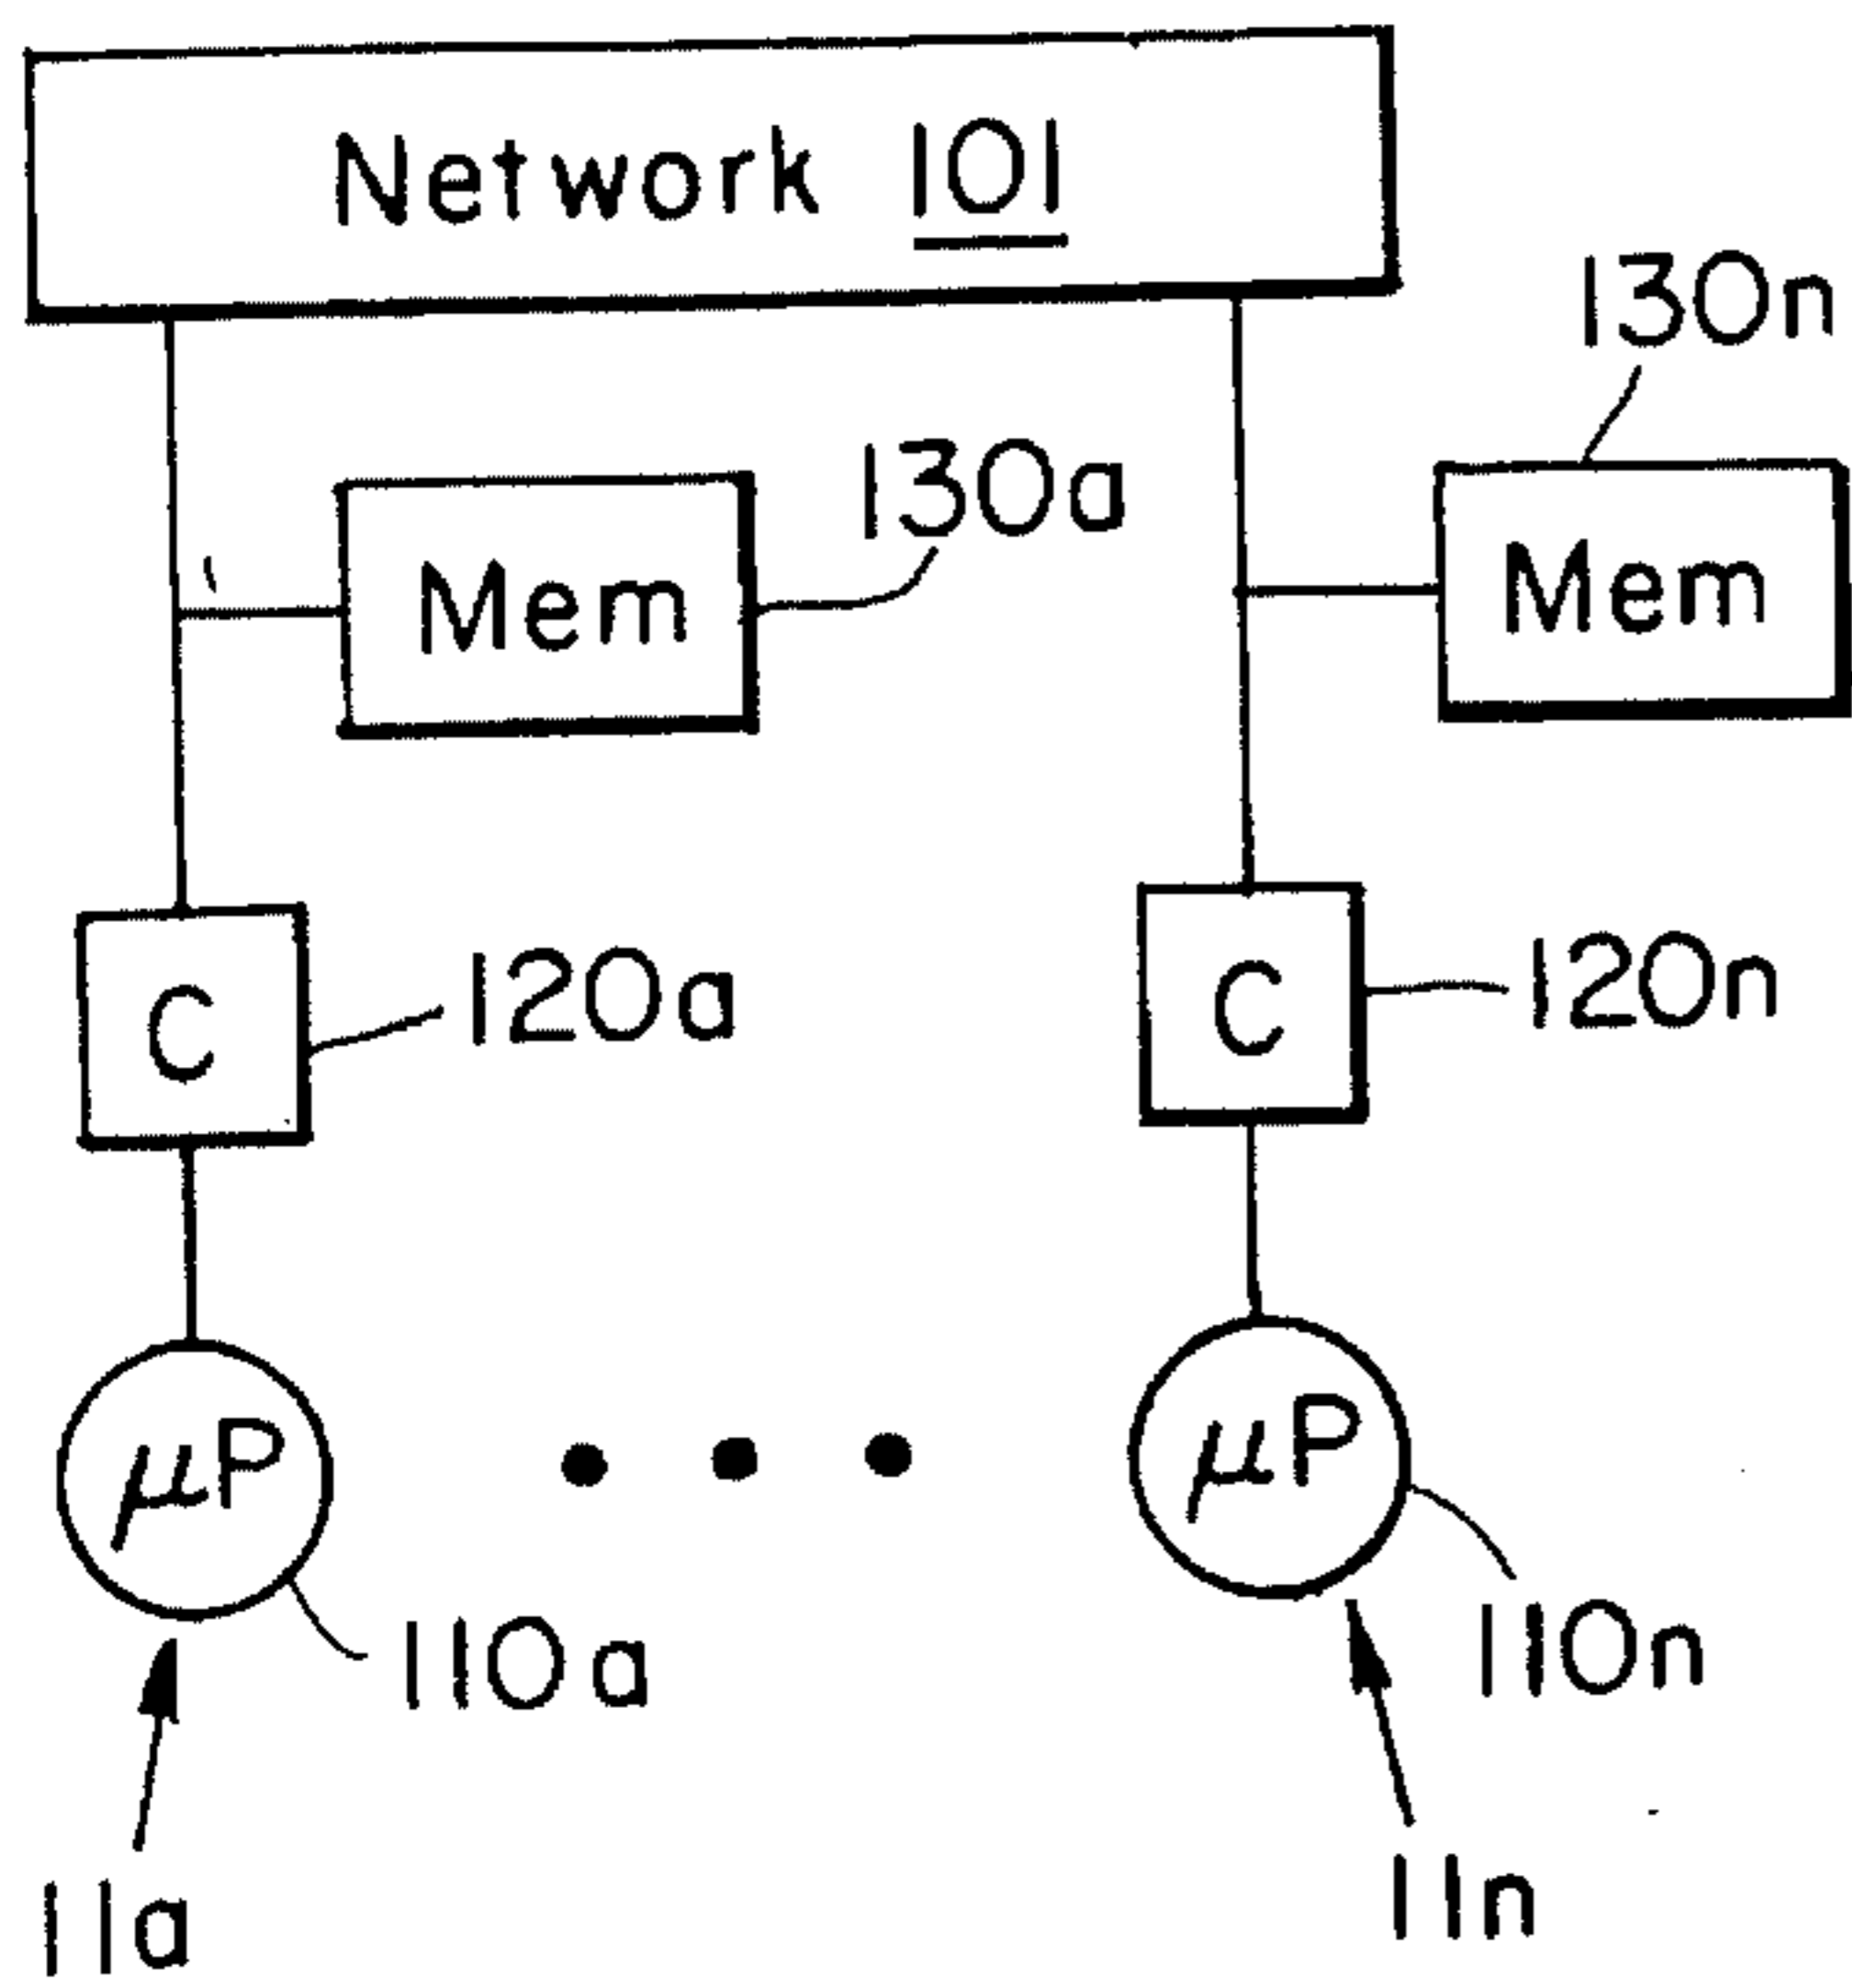 Network 101
130n
130a
Mem
Mem
120a
120n
C
C
μP
μP
110a
110n
11a
11n